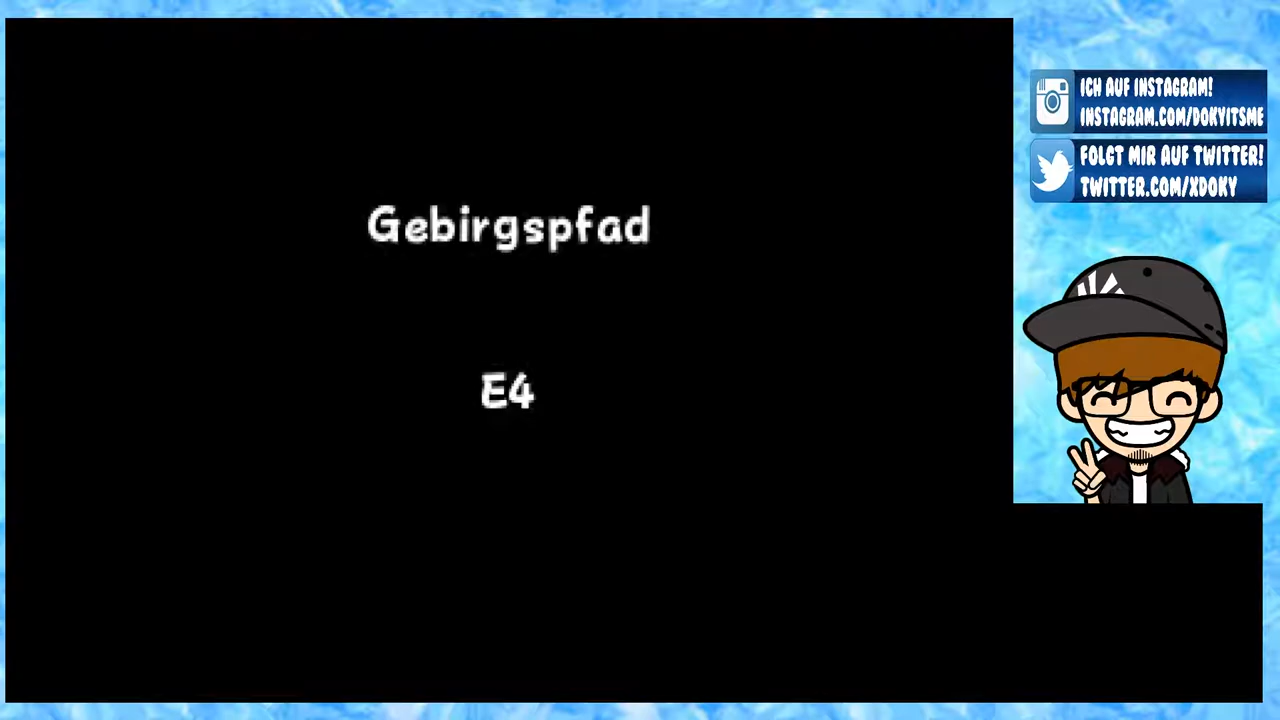 Gebirgspfad
E4
ICH AUF INSTAGRAM!
INSTAGRAM.COM/DOKYITSME
FOLGT MIR AUF TWITTER!
TWITTER.COM/XDOKY